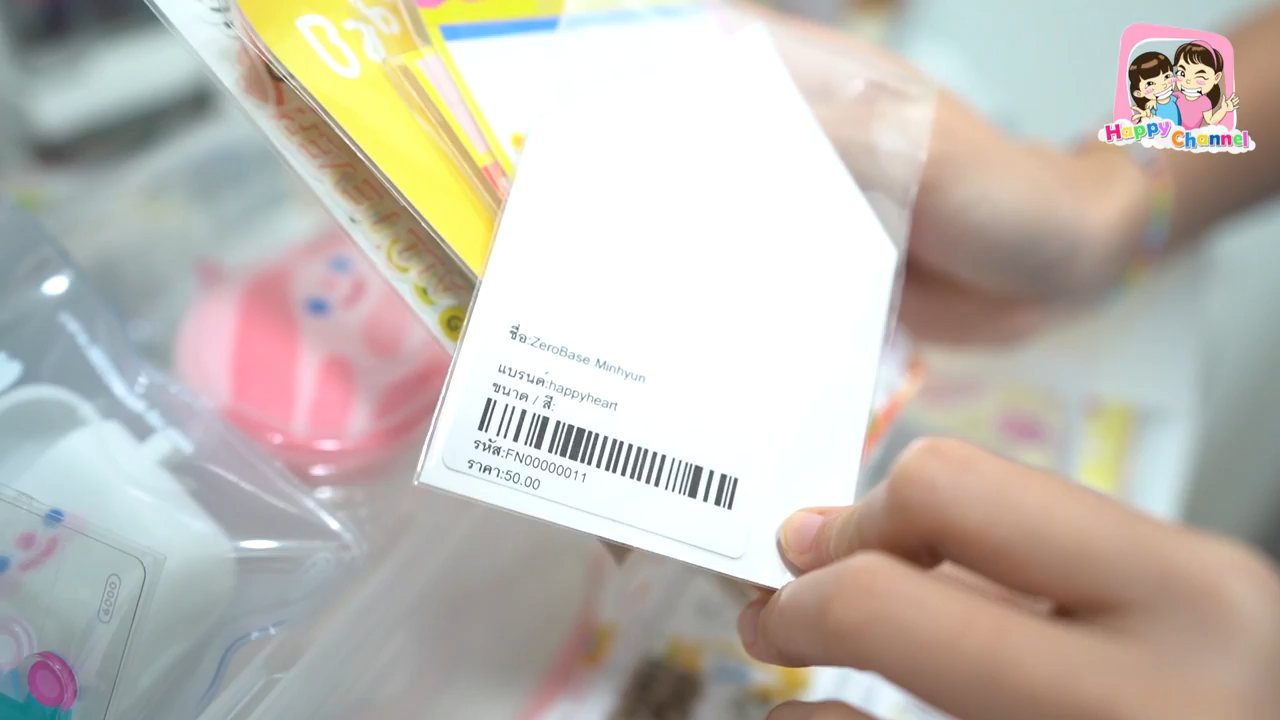 Happy Channel
Bab
ชื่อ:ZeroBase Minhyun
แบรนด์:happyheart
ขนาด / สี:
รหัส:FN00000011
ราคา:50.00